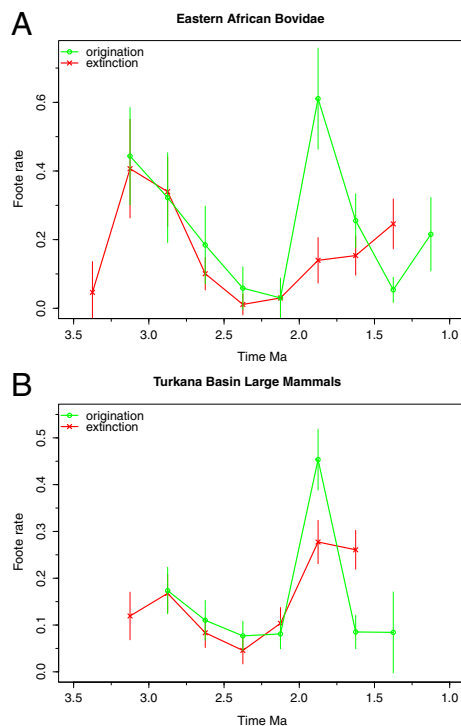 A
Eastern African Bovidae
origination
extinction
Foote rate
0.0 0.2 0.4 0.6
3.5 3.0 2.5 2.0 1.5 1.0
Time Ma
B
Turkana Basin Large Mammals
origination
extinction
Foote rate
0.0 0.1 0.2 0.3 0.4 0.5
3.5 3.0 2.5 2.0 1.5 1.0
Time Ma